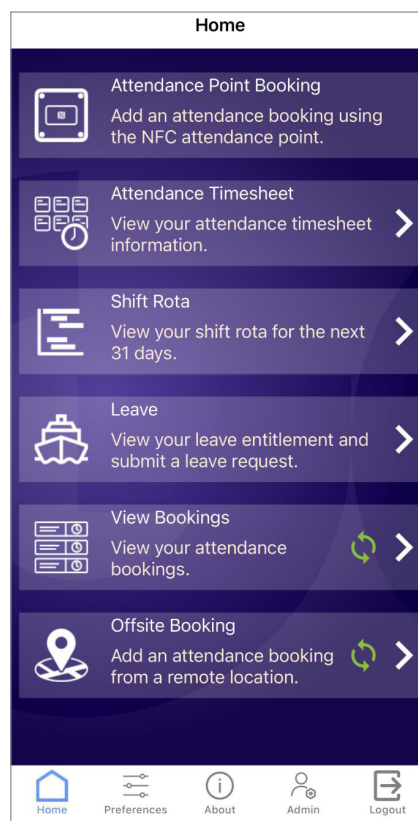 Home
Attendance Point Booking
Add an attendance booking using
the NFC attendance point.
Attendance Timesheet
View your attendance timesheet
information.
Shift Rota
View your shift rota for the next
31 days.
Leave
View your leave entitlement and
submit a leave request.
View Bookings
View your attendance
bookings.
Offsite Booking
Add an attendance booking
from a remote location.
Home
Preferences
About
Admin
Logout